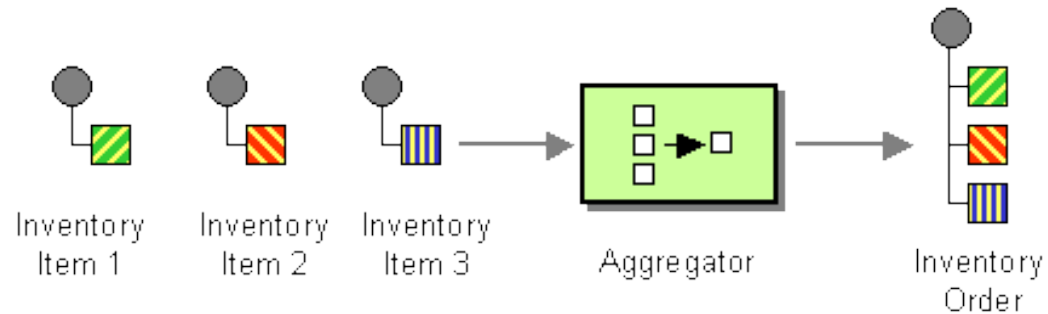 Inventory
Item 1
Inventory
Item 2
Inventory
Item 3
Aggregator
Inventory
Order